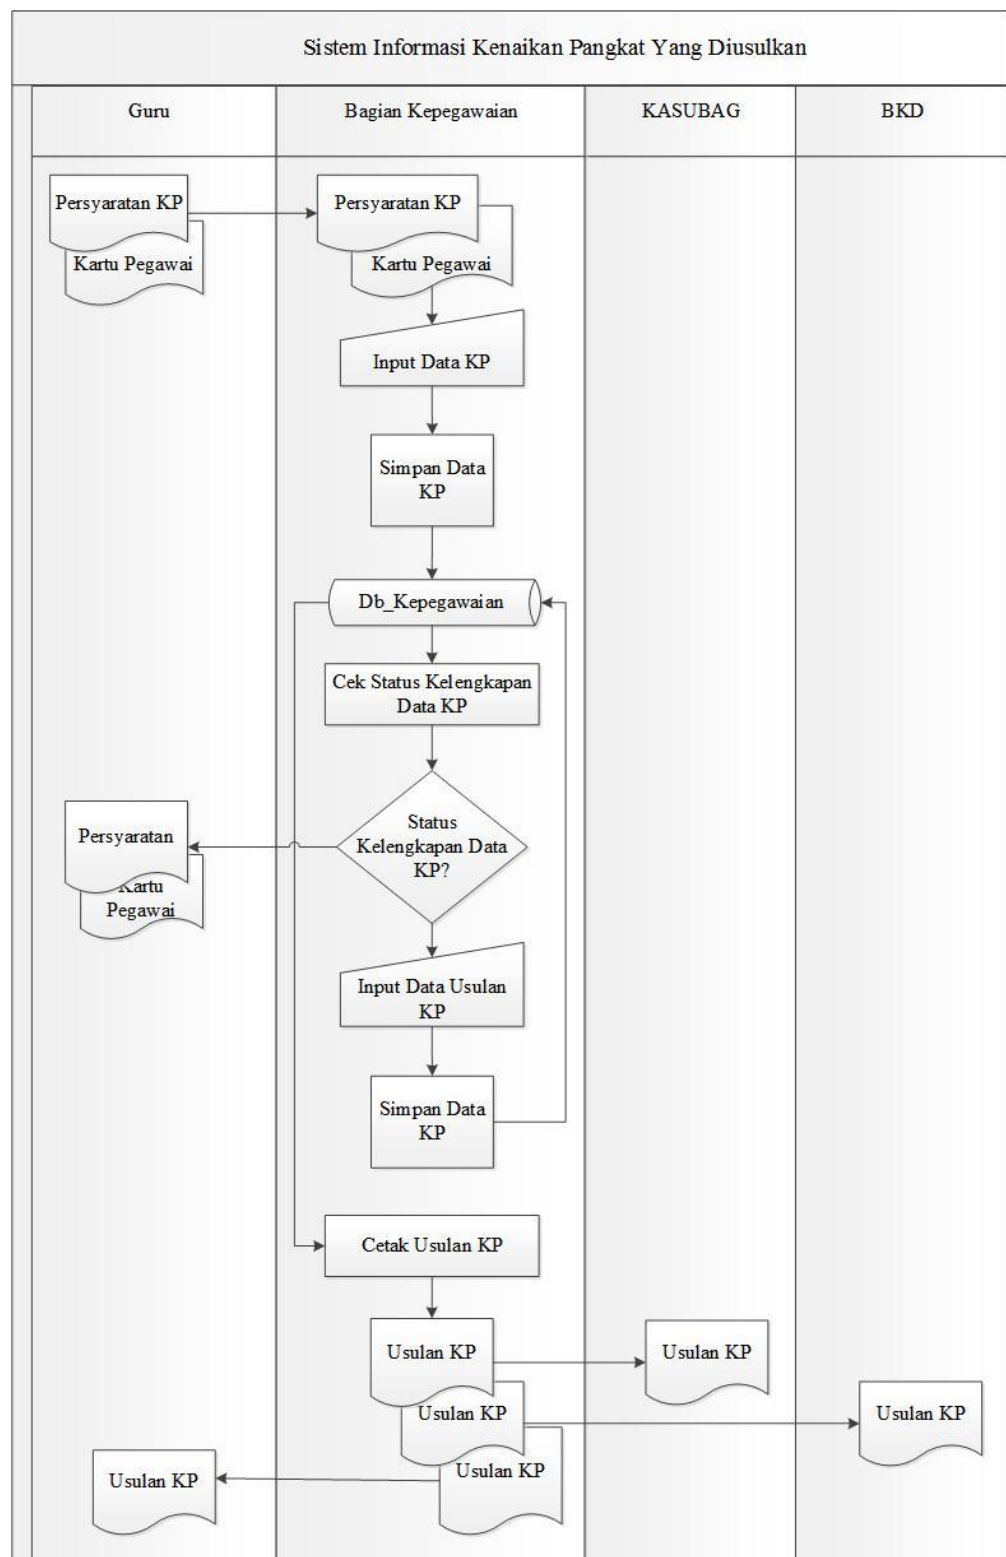 Sistem Informasi Kenaikan Pangkat Yang Diusulkan
Guru
Bagian Kepegawaian
KASUBAG
BKD
Persyaratan KP
Kartu Pegawai
Persyaratan KP
Kartu Pegawai
Input Data KP
Simpan Data
KP
Db_Kepegawaian
Cek Status Kelengkapan
Data KP
Status
Kelengkapan Data
KP?
Persyaratan
Kartu
Pegawai
Input Data Usulan
KP
Simpan Data
KP
Cetak Usulan KP
Usulan KP
Usulan KP
Usulan KP
Usulan KP
Usulan KP
Usulan KP